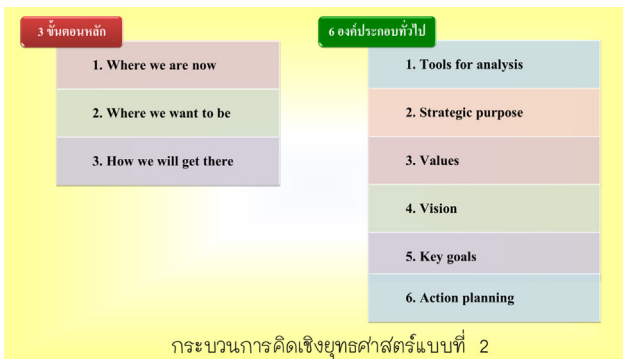 3 ขั้นตอนหลัก
1. Where we are now
2. Where we want to be
3. How we will get there
6 องค์ประกอบทั่วไป
1. Tools for analysis
2. Strategic purpose
3. Values
4. Vision
5. Key goals
6. Action planning
กระบวนการคิดเชิงยุทธศาสตร์แบบที่ 2